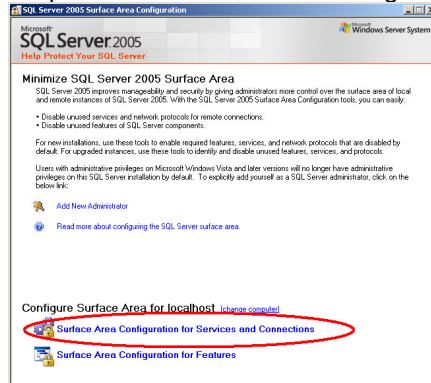 SQL Server 2005 Surface Area Configuration
Microsoft
SQL Server 2005
Microsoft
Windows Server System
Help Protect Your SQL Server
Minimize SQL Server 2005 Surface Area
SQL Server 2005 improves manageability and security by giving administrators more control over the surface area of local
and remote instances of SQL Server 2005. With the SQL Server 2005 Surface Area Configuration tools, you can easily:
• Disable unused services and network protocols for remote connections.
• Disable unused features of SQL Server components.
For new installations, use these tools to enable required features, services, and network protocols that are disabled by
default. For upgraded instances, use these tools to identify and disable unused features, services, and protocols.
Users with administrative privileges on Microsoft Windows Vista and later versions will no longer have administrative
privileges on this SQL Server installation by default. To explicitly add yourself as a SQL Server administrator, click on the
below link:
Add New Administrator
Read more about configuring the SQL Server surface area.
Configure Surface Area for localhost (change computer)
Surface Area Configuration for Services and Connections
Surface Area Configuration for Features